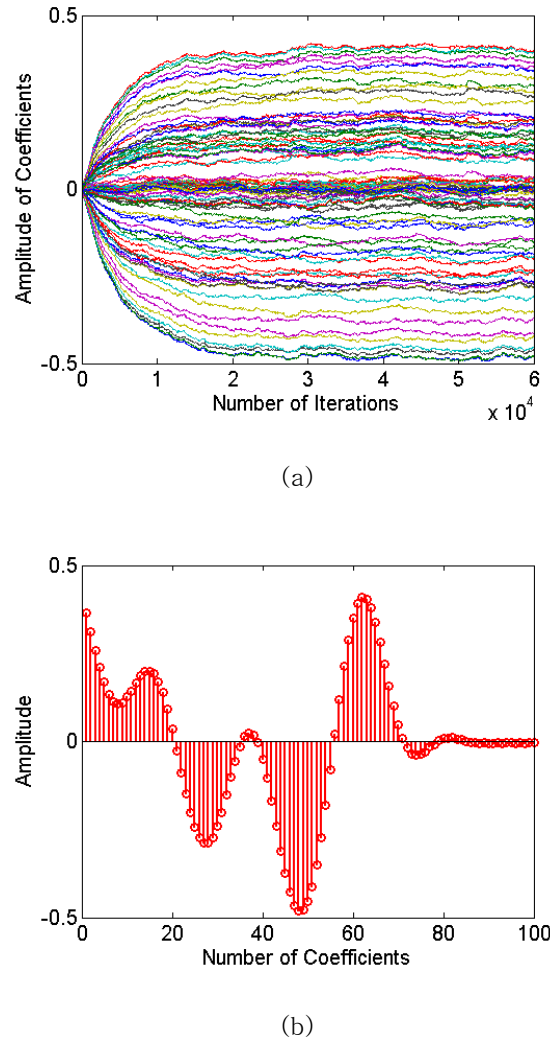 0.5
Amplitude of Coefficients
0
-0.5
0 1 2 3 4 5 6
Number of Iterations
x 10^4
(a)
0.5
Amplitude
0
-0.5
0 20 40 60 80 100
Number of Coefficients
(b)